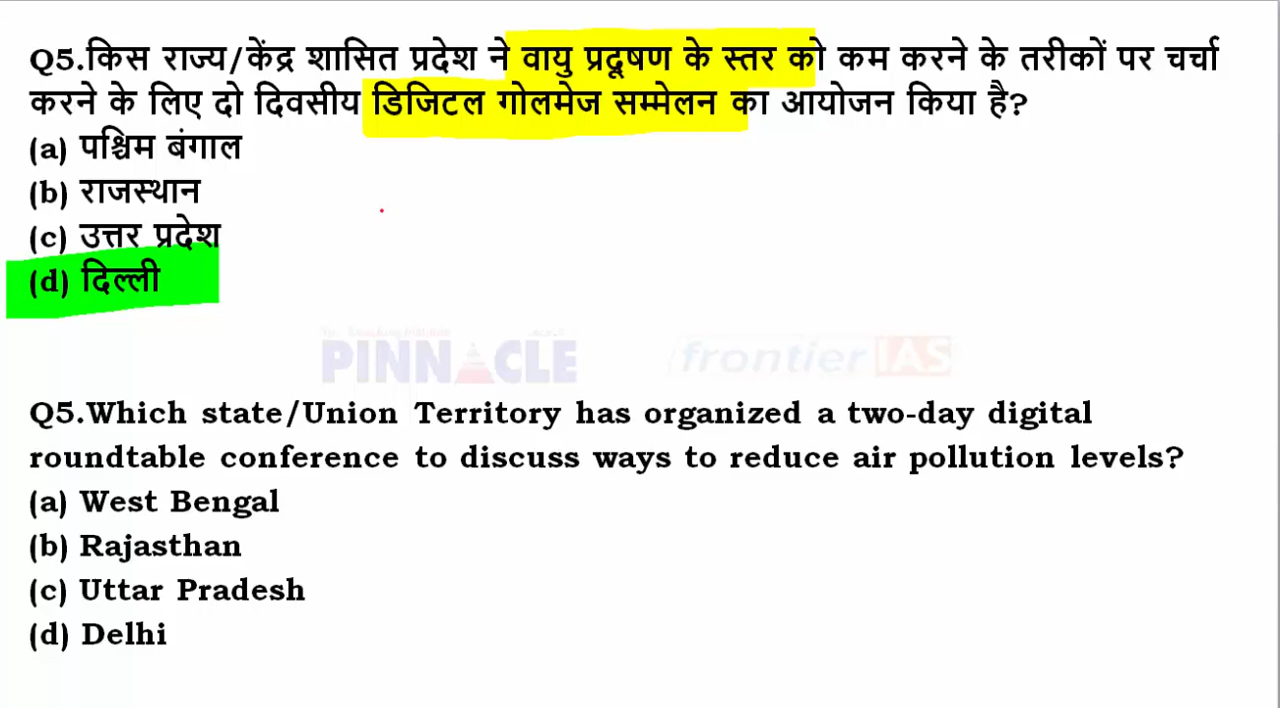 Q5.किस राज्य/केंद्र शासित प्रदेश ने वायु प्रदूषण के स्तर को कम करने के तरीकों पर चर्चा
करने के लिए दो दिवसीय डिजिटल गोलमेज सम्मेलन का आयोजन किया है?
(a) पश्चिम बंगाल
(b) राजस्थान
(c) उत्तर प्रदेश
(d) दिल्ली
PINNACLE frontier IAS
Q5.Which state/Union Territory has organized a two-day digital
roundtable conference to discuss ways to reduce air pollution levels?
(a) West Bengal
(b) Rajasthan
(c) Uttar Pradesh
(d) Delhi